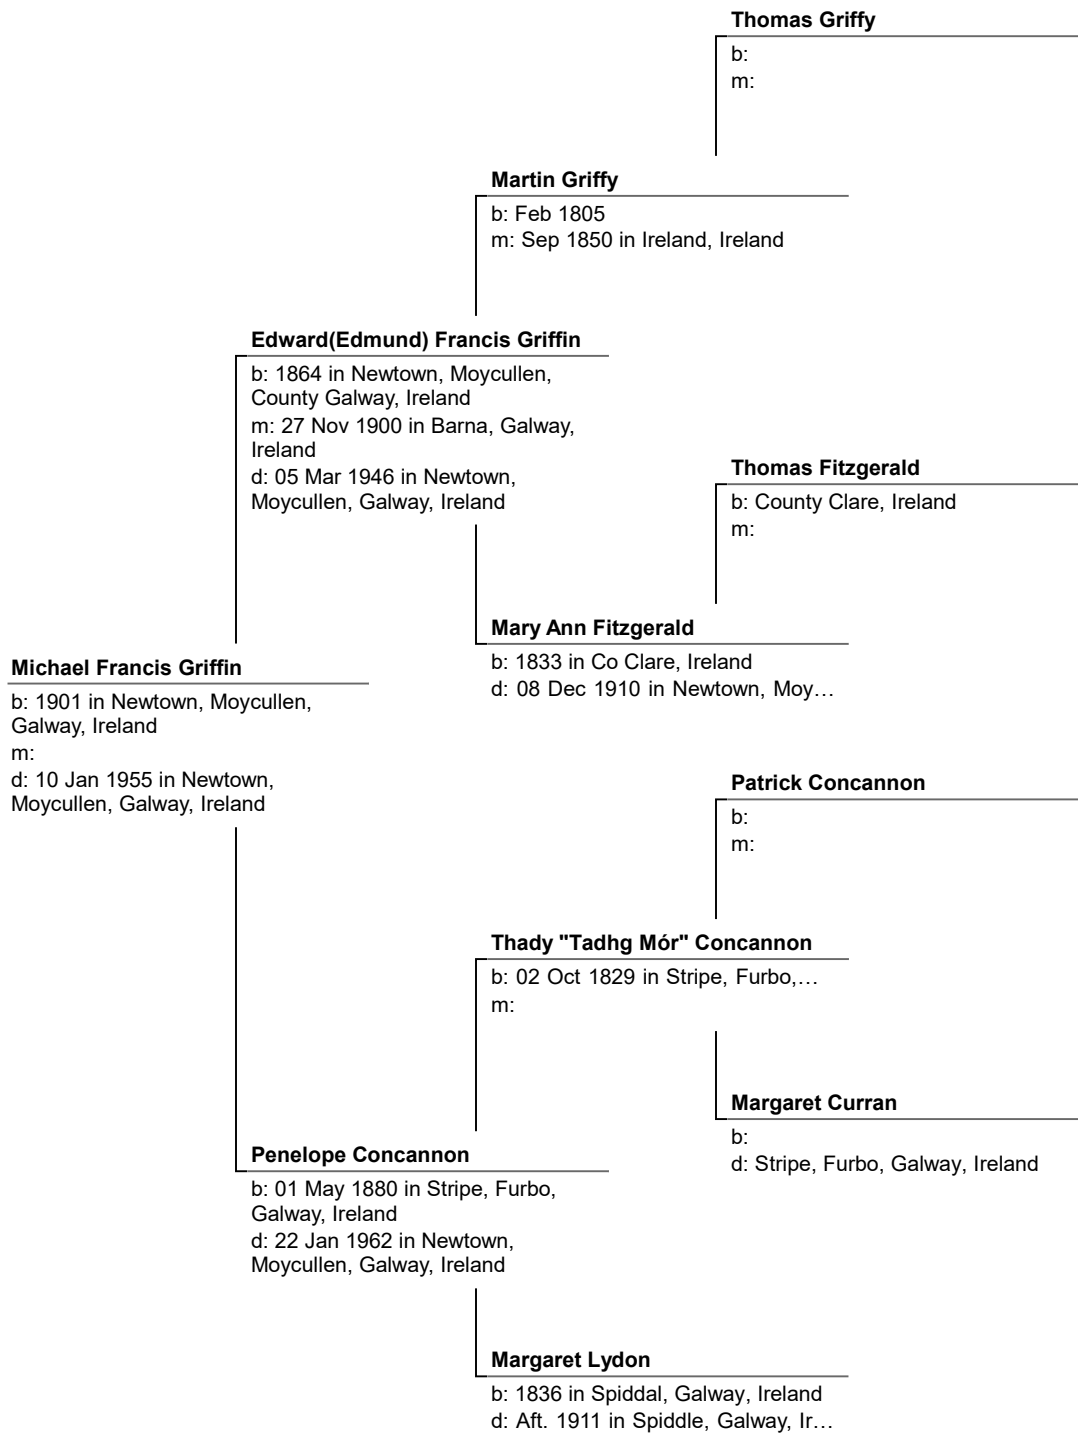 Thomas Griffy
b:
m:
Martin Griffy
b: Feb 1805
m: Sep 1850 in Ireland, Ireland
Edward(Edmund) Francis Griffin
b: 1864 in Newtown, Moycullen,
County Galway, Ireland
m: 27 Nov 1900 in Barna, Galway,
Ireland
d: 05 Mar 1946 in Newtown,
Moycullen, Galway, Ireland
Thomas Fitzgerald
b: County Clare, Ireland
m:
Mary Ann Fitzgerald
b: 1833 in Co Clare, Ireland
d: 08 Dec 1910 in Newtown, Moy…
Michael Francis Griffin
b: 1901 in Newtown, Moycullen,
Galway, Ireland
m:
d: 10 Jan 1955 in Newtown,
Moycullen, Galway, Ireland
Patrick Concannon
b:
m:
Thady "Tadhg Mór" Concannon
b: 02 Oct 1829 in Stripe, Furbo,…
m:
Margaret Curran
b:
d: Stripe, Furbo, Galway, Ireland
Penelope Concannon
b: 01 May 1880 in Stripe, Furbo,
Galway, Ireland
d: 22 Jan 1962 in Newtown,
Moycullen, Galway, Ireland
Margaret Lydon
b: 1836 in Spiddal, Galway, Ireland
d: Aft. 1911 in Spiddle, Galway, Ir…